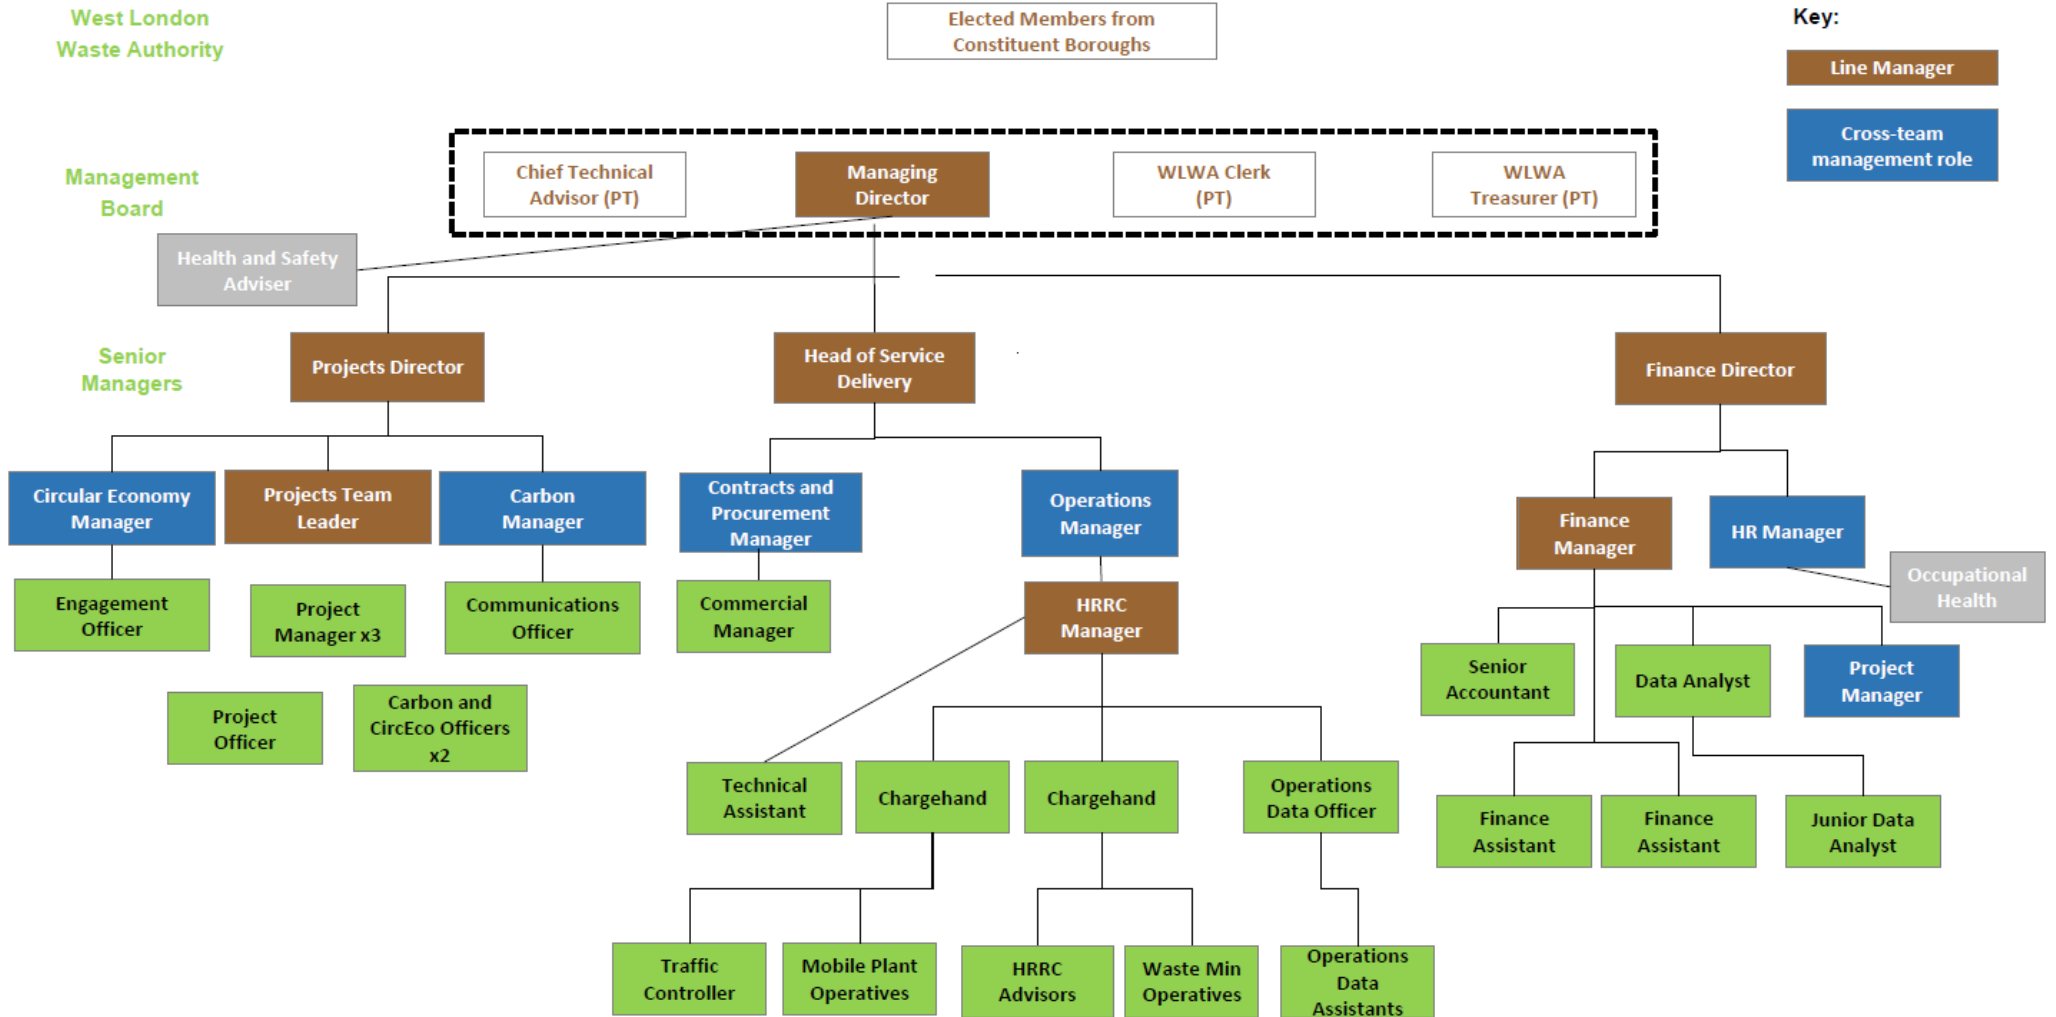 West London
Waste Authority
Elected Members from
Constituent Boroughs
Key:
Line Manager
Cross-team
management role
Management
Board
Chief Technical
Advisor (PT)
Managing
Director
WLWA Clerk
(PT)
WLWA
Treasurer (PT)
Health and Safety
Adviser
Senior
Managers
Projects Director
Head of Service
Delivery
Finance Director
Circular Economy
Manager
Projects Team
Leader
Carbon
Manager
Contracts and
Procurement
Manager
Operations
Manager
Finance
Manager
HR Manager
Occupational
Health
Engagement
Officer
Project
Manager x3
Communications
Officer
Commercial
Manager
HRRC
Manager
Senior
Accountant
Data Analyst
Project
Manager
Project
Officer
Carbon and
CircEco Officers
x2
Technical
Assistant
Chargehand
Chargehand
Operations
Data Officer
Finance
Assistant
Finance
Assistant
Junior Data
Analyst
Traffic
Controller
Mobile Plant
Operatives
HRRC
Advisors
Waste Min
Operatives
Operations
Data
Assistants